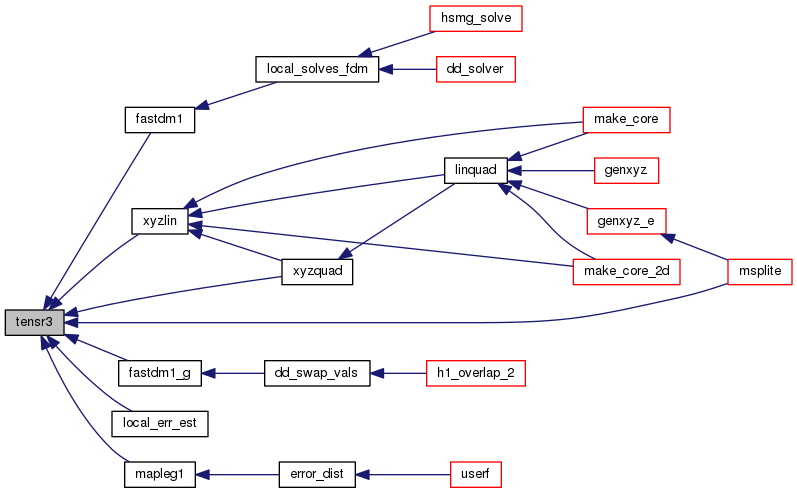 hsmg_solve
local_solves_fdm
dd_solver
fastdm1
make_core
linquad
genxyz
xyzlin
genxyz_e
xyzquad
make_core_2d
msplite
tensr3
fastdm1_g
dd_swap_vals
h1_overlap_2
local_err_est
mapleg1
error_dist
userf